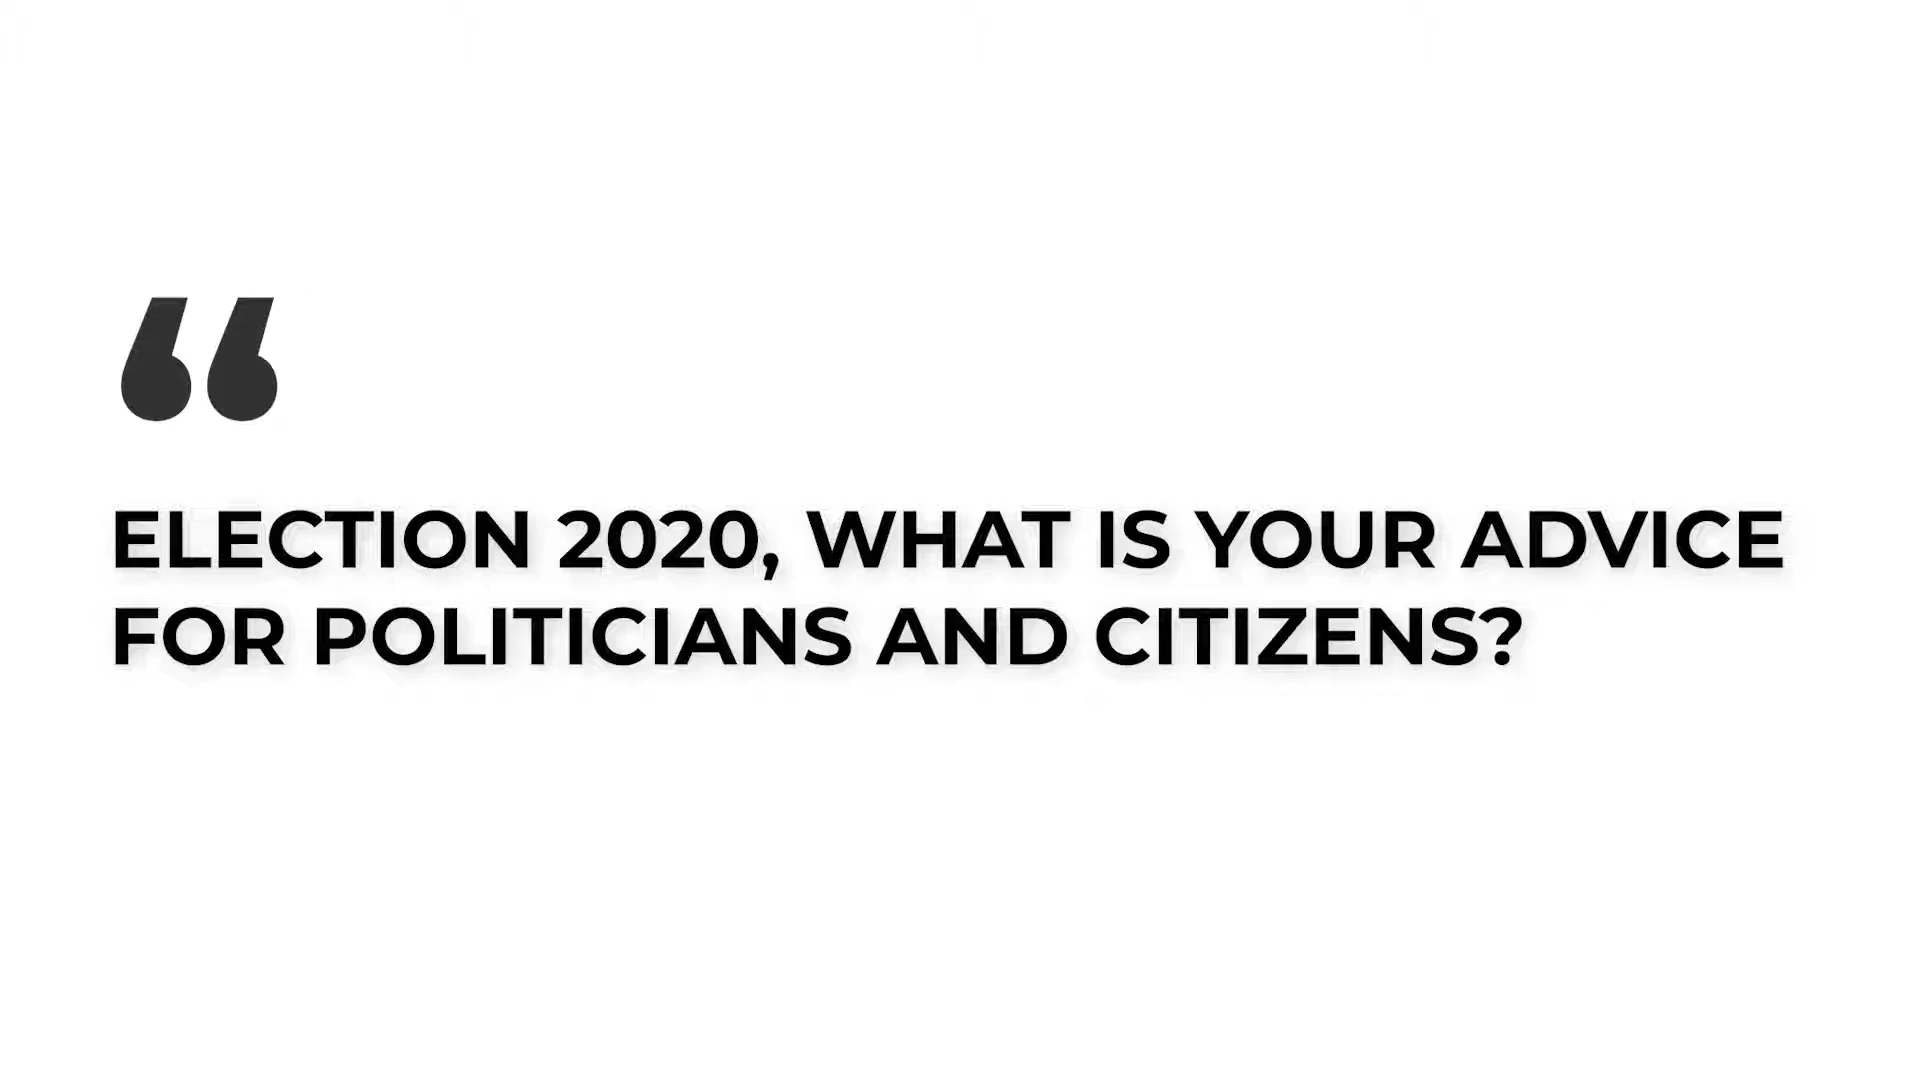 “
ELECTION 2020, WHAT IS YOUR ADVICE
FOR POLITICIANS AND CITIZENS?